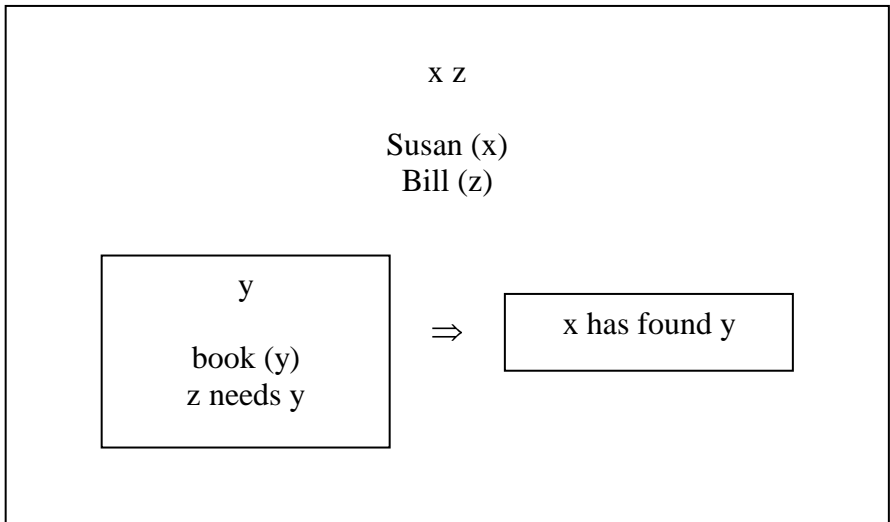 x z
Susan (x)
Bill (z)
y
book (y)
z needs y
⇒
x has found y